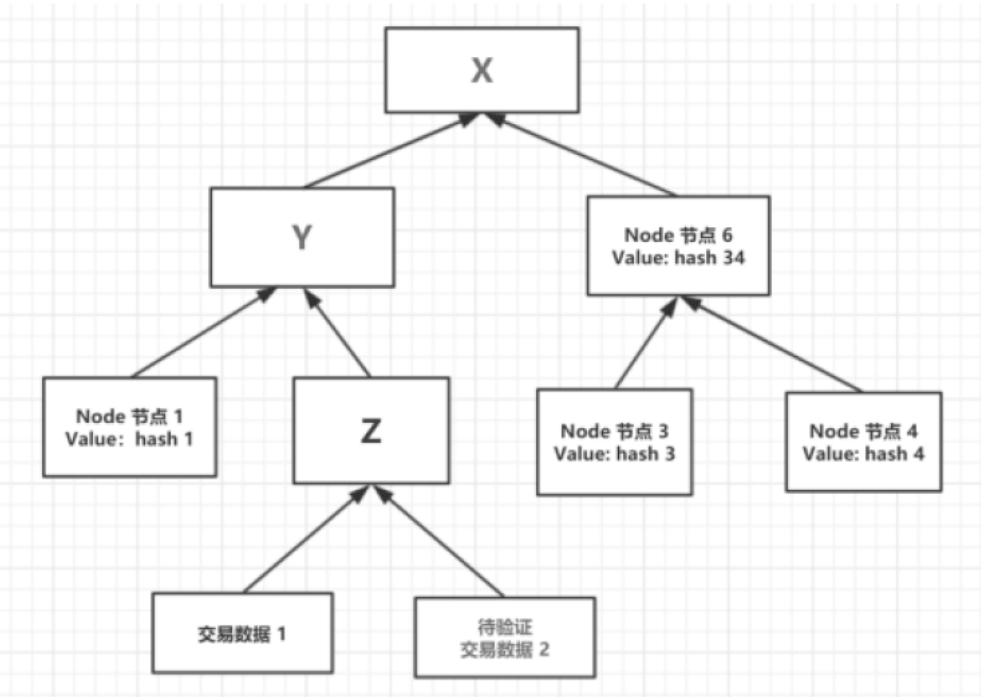 X
Y
Node 节点 6
Value: hash 34
Node 节点 1
Value: hash 1
Z
Node 节点 3
Value: hash 3
Node 节点 4
Value: hash 4
交易数据 1
待验证
交易数据 2